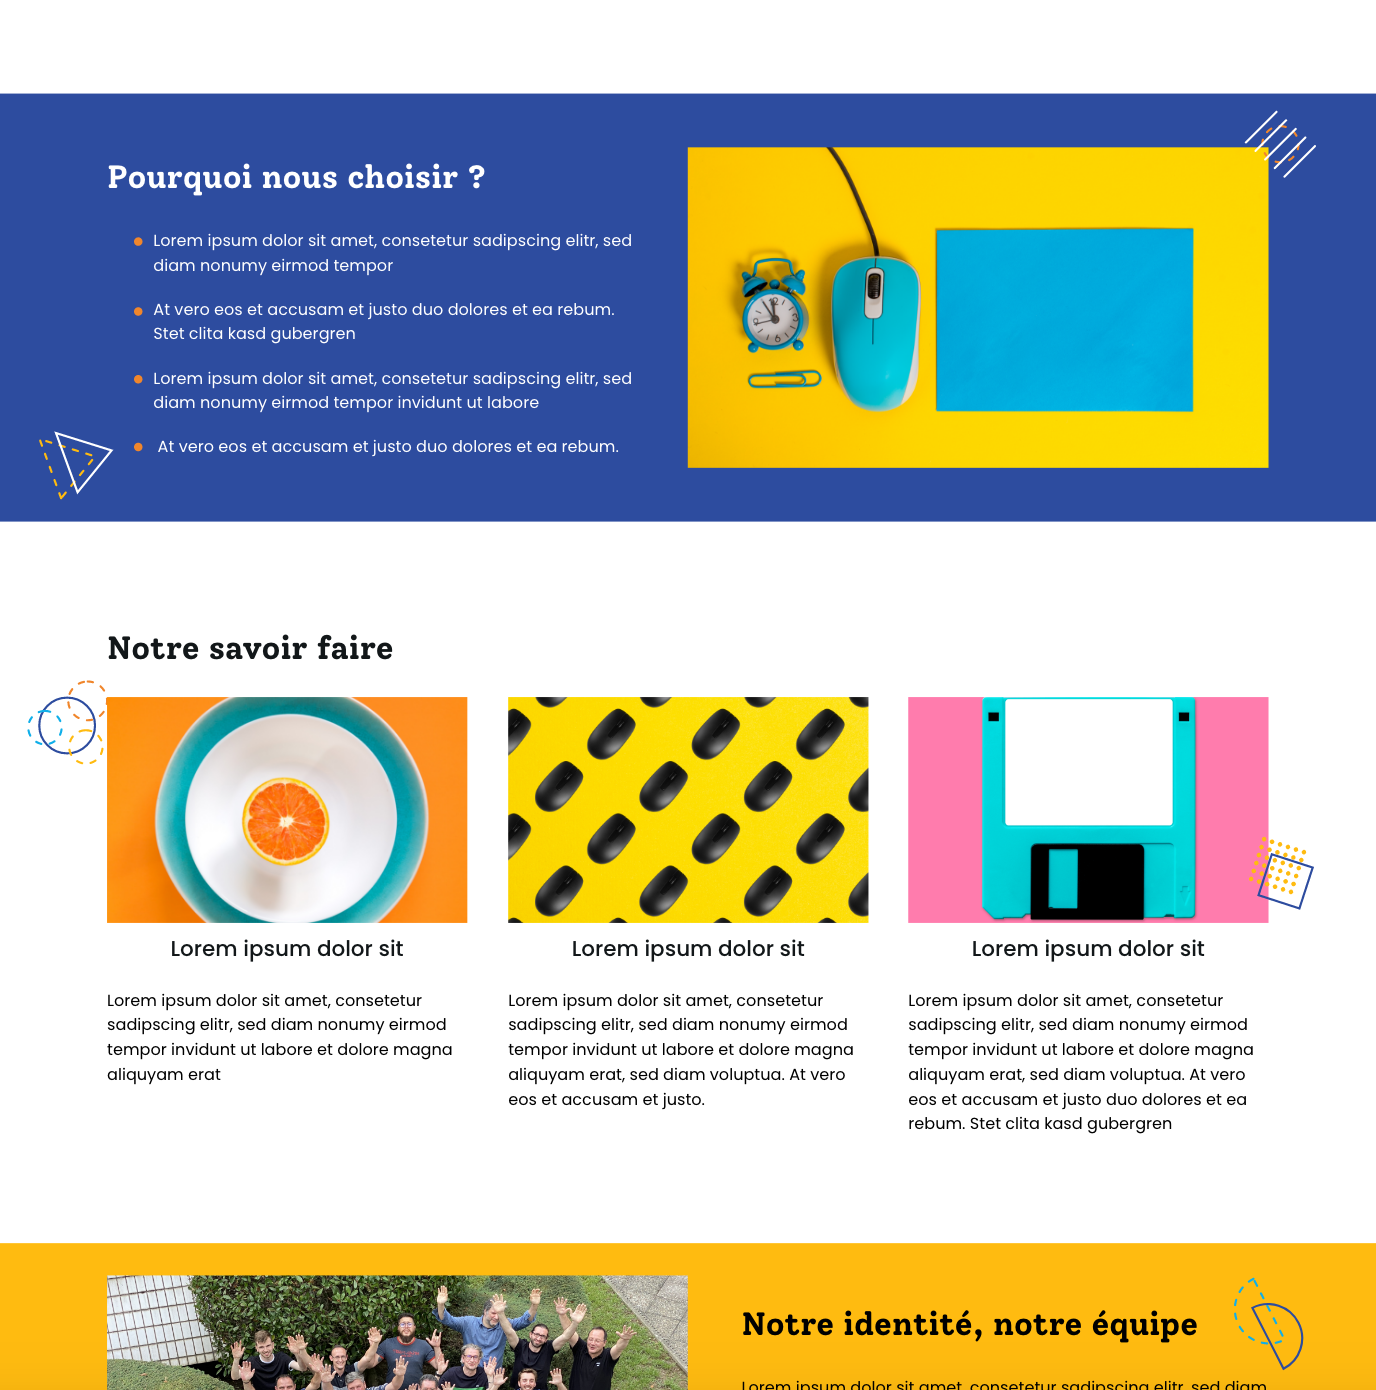 Pourquoi nous choisir ?
Lorem ipsum dolor sit amet, consetetur sadipscing elitr, sed
diam nonumy eirmod tempor
At vero eos et accusam et justo duo dolores et ea rebum.
Stet clita kasd gubergren
Lorem ipsum dolor sit amet, consetetur sadipscing elitr, sed
diam nonumy eirmod tempor invidunt ut labore
At vero eos et accusam et justo duo dolores et ea rebum.
Notre savoir faire
Lorem ipsum dolor sit
Lorem ipsum dolor sit amet, consetetur
sadipscing elitr, sed diam nonumy eirmod
tempor invidunt ut labore et dolore magna
aliquyam erat
Lorem ipsum dolor sit
Lorem ipsum dolor sit amet, consetetur
sadipscing elitr, sed diam nonumy eirmod
tempor invidunt ut labore et dolore magna
aliquyam erat, sed diam voluptua. At vero
eos et accusam et justo.
Lorem ipsum dolor sit
Lorem ipsum dolor sit amet, consetetur
sadipscing elitr, sed diam nonumy eirmod
tempor invidunt ut labore et dolore magna
aliquyam erat, sed diam voluptua. At vero
eos et accusam et justo duo dolores et ea
rebum. Stet clita kasd gubergren
Notre identité, notre équipe
Lorem ipsum dolor sit amet, consetetur sadipscing elitr, sed diam